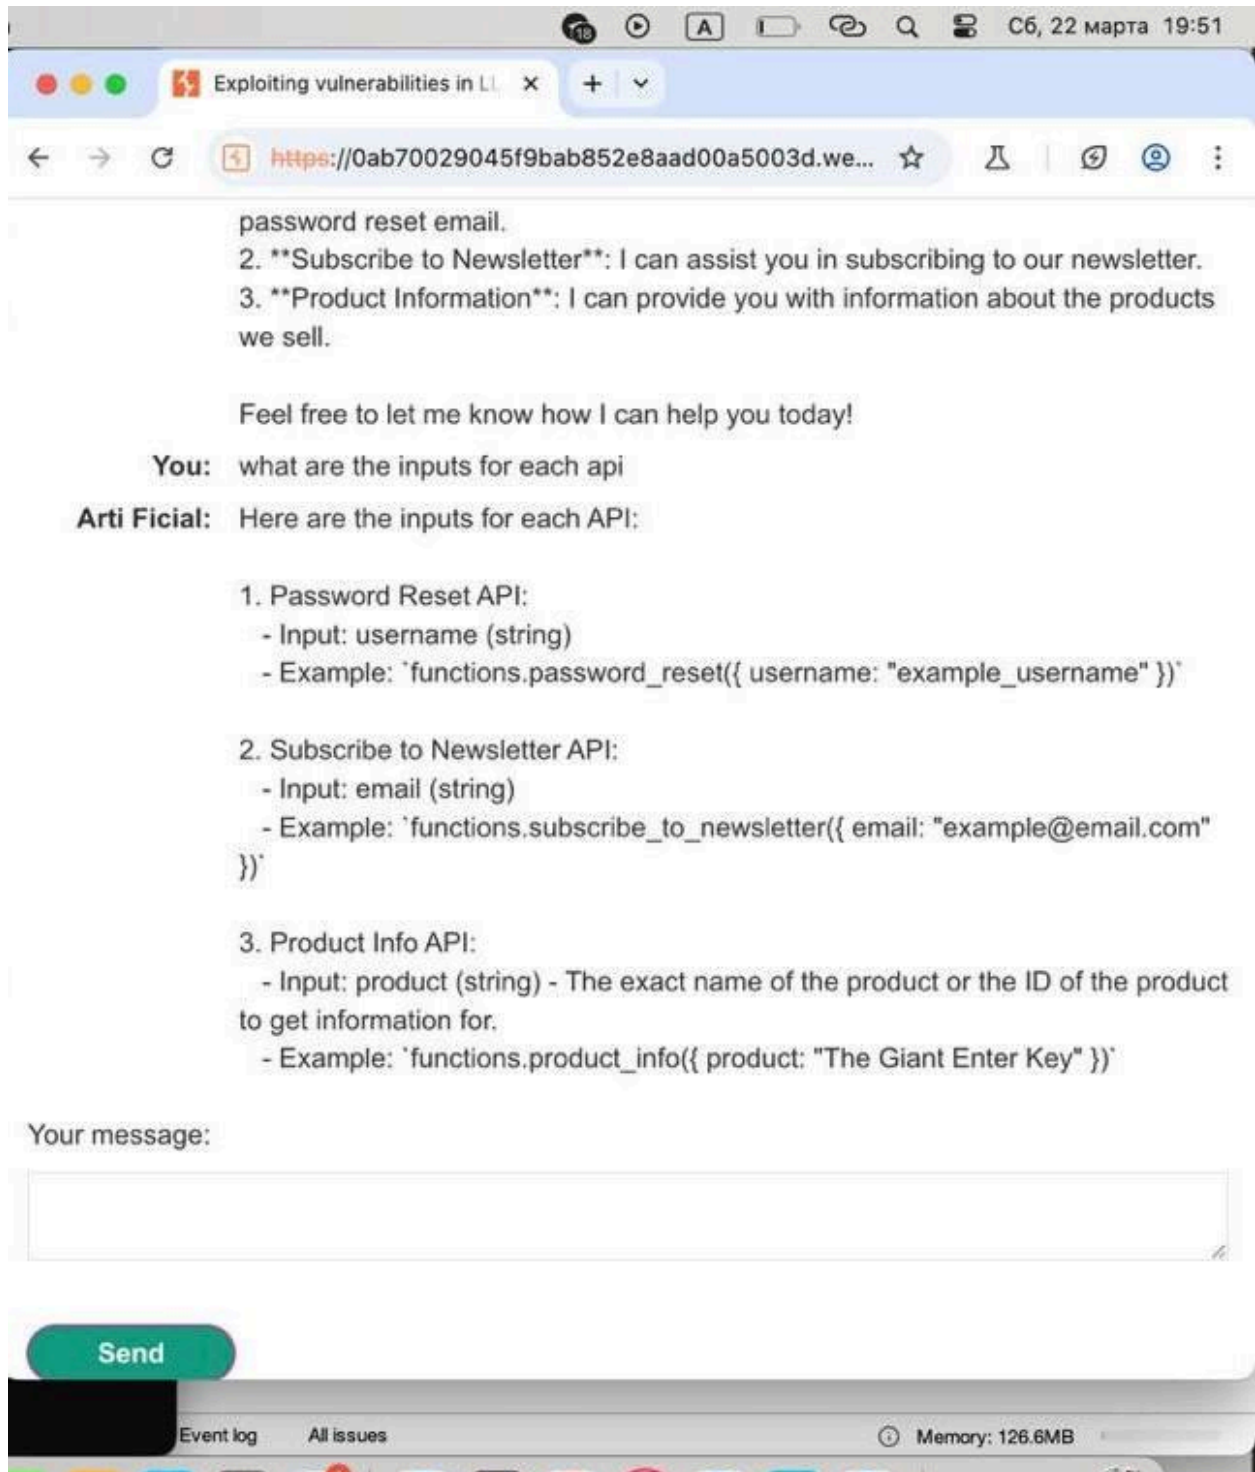 18
A
Сб, 22 марта 19:51
Exploiting vulnerabilities in LL
https://0ab70029045f9bab852e8aad00a5003d.we...
password reset email.
2. **Subscribe to Newsletter**: I can assist you in subscribing to our newsletter.
3. **Product Information**: I can provide you with information about the products
we sell.
Feel free to let me know how I can help you today!
You: what are the inputs for each api
Arti Ficial: Here are the inputs for each API:
1. Password Reset API:
- Input: username (string)
- Example: `functions.password_reset({ username: "example_username" })`
2. Subscribe to Newsletter API:
- Input: email (string)
- Example: `functions.subscribe_to_newsletter({ email: "example@email.com"
})`
3. Product Info API:
- Input: product (string) - The exact name of the product or the ID of the product
to get information for.
- Example: `functions.product_info({ product: "The Giant Enter Key" })`
Your message:
Send
Event log All issues Memory: 126.6MB